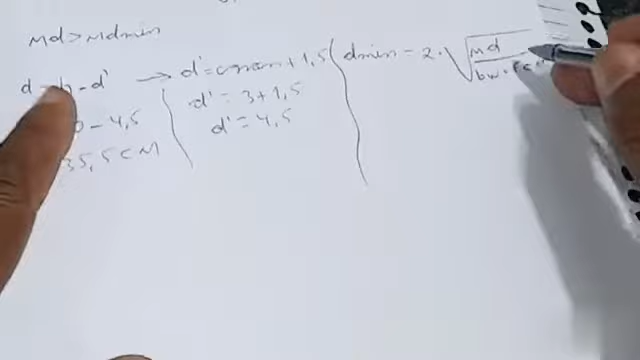 Md > Mdmin
d = h - d' → d' = cnom + 1,5
- 4,5
d' = 3 + 1,5
35,5 cm
d' = 4,5
dmin = 2 · √ Md / bw · fcd